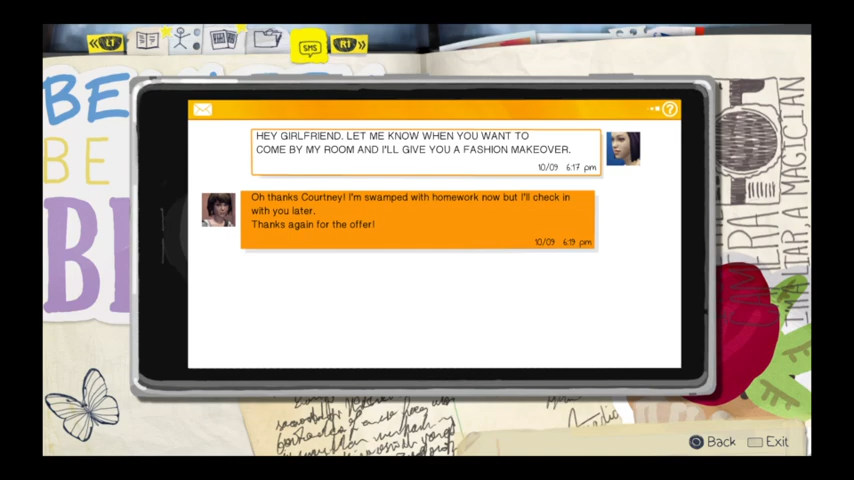 L1
SMS
R1
HEY GIRLFRIEND. LET ME KNOW WHEN YOU WANT TO
COME BY MY ROOM AND I'LL GIVE YOU A FASHION MAKEOVER.
10/09 6:17 pm
Oh thanks Courtney! I'm swamped with homework now but I'll check in
with you later.
Thanks again for the offer!
10/09 6:19 pm
BE
BE
CAMERA
LIAR, A MAGICIAN
Back
Exit